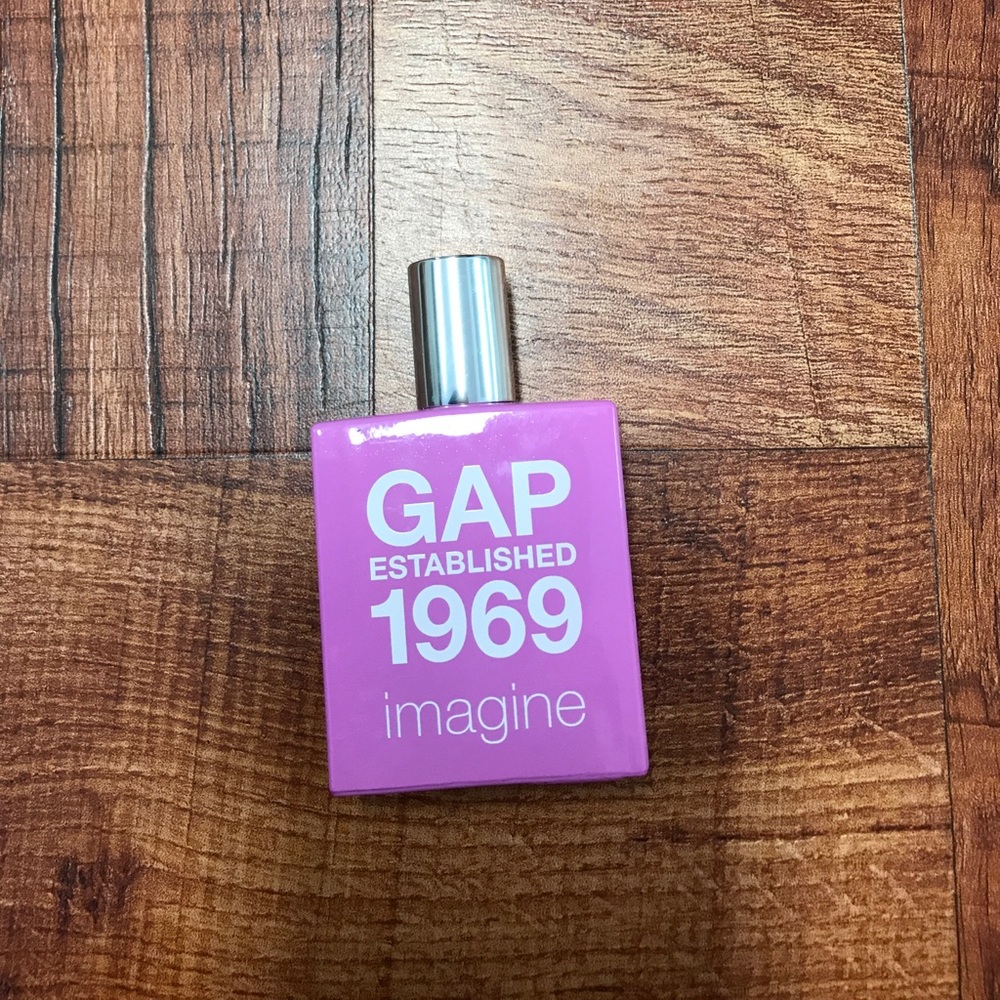 GAP
ESTABLISHED
1969
imagine